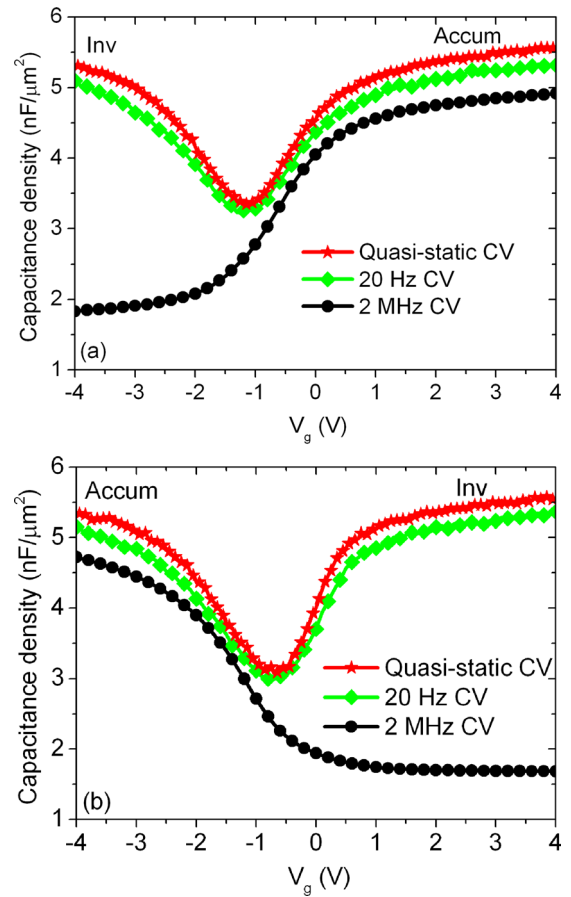 6
5
4
3
2
1
Capacitance density (nF/μm²)
Inv
Accum
Quasi-static CV
20 Hz CV
2 MHz CV
(a)
-4 -3 -2 -1 0 1 2 3 4
Vg (V)
6
5
4
3
2
1
Capacitance density (nF/μm²)
Accum
Inv
Quasi-static CV
20 Hz CV
2 MHz CV
(b)
-4 -3 -2 -1 0 1 2 3 4
Vg (V)